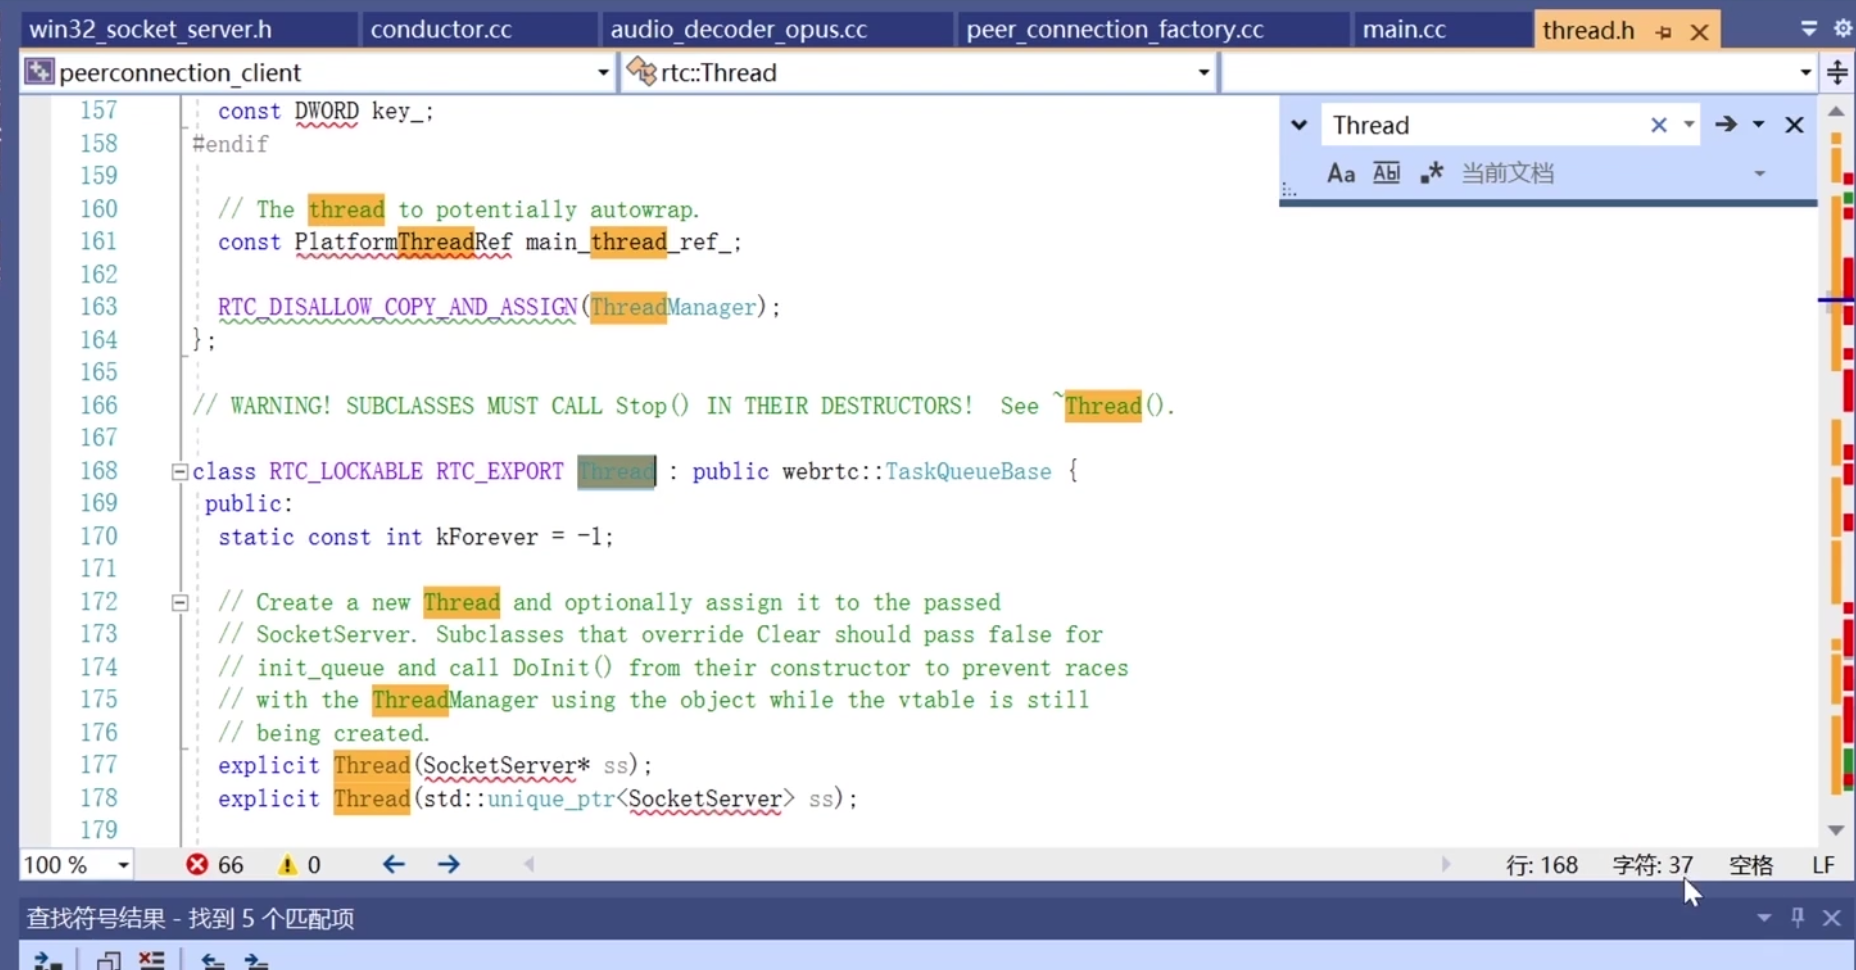 win32_socket_server.h conductor.cc audio_decoder_opus.cc peer_connection_factory.cc main.cc thread.h
peerconnection_client rtc::Thread
Thread
Aa Abl .* 当前文档
157 const DWORD key_;
158 #endif
159
160 // The thread to potentially autowrap.
161 const PlatformThreadRef main_thread_ref_;
162
163 RTC_DISALLOW_COPY_AND_ASSIGN(ThreadManager);
164 };
165
166 // WARNING! SUBCLASSES MUST CALL Stop() IN THEIR DESTRUCTORS!  See ~Thread().
167
168 class RTC_LOCKABLE RTC_EXPORT Thread : public webrtc::TaskQueueBase {
169 public:
170 static const int kForever = -1;
171
172 // Create a new Thread and optionally assign it to the passed
173 // SocketServer. Subclasses that override Clear should pass false for
174 // init_queue and call DoInit() from their constructor to prevent races
175 // with the ThreadManager using the object while the vtable is still
176 // being created.
177 explicit Thread(SocketServer* ss);
178 explicit Thread(std::unique_ptr<SocketServer> ss);
179
100 % 66 0 行: 168 字符: 37 空格 LF
查找符号结果 - 找到 5 个匹配项